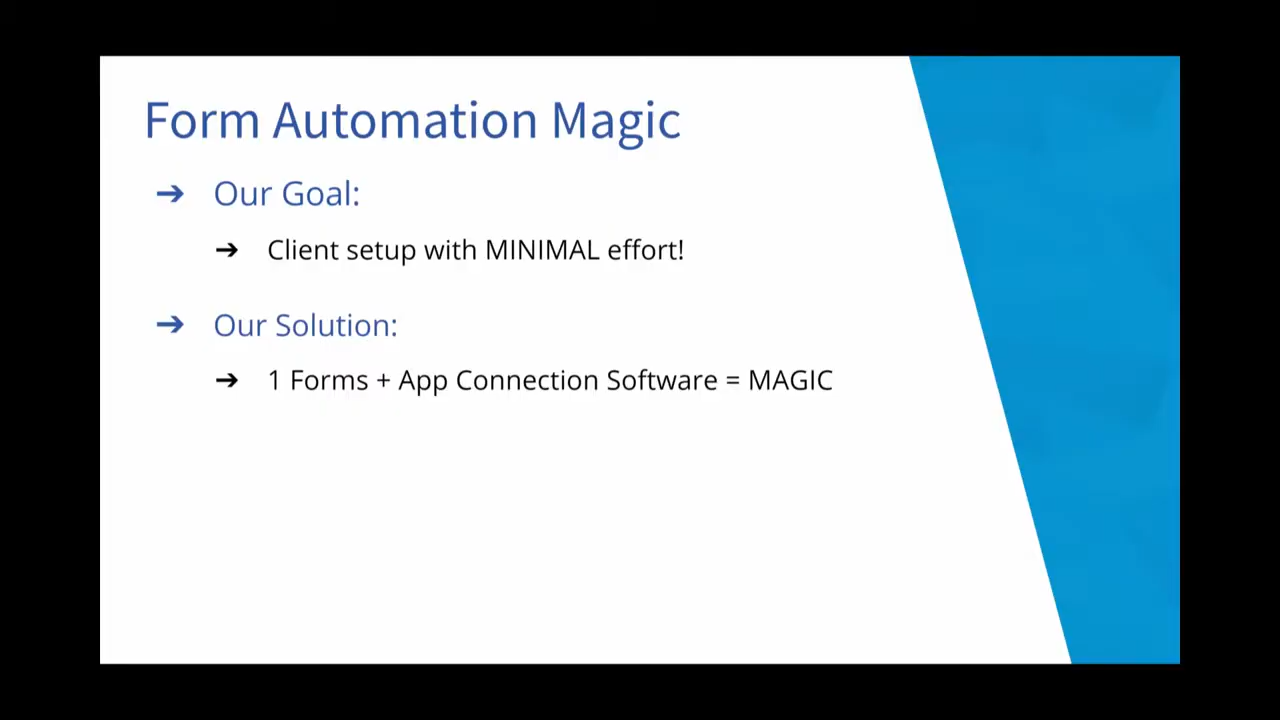 Form Automation Magic
➔ Our Goal:
➔ Client setup with MINIMAL effort!
➔ Our Solution:
➔ 1 Forms + App Connection Software = MAGIC